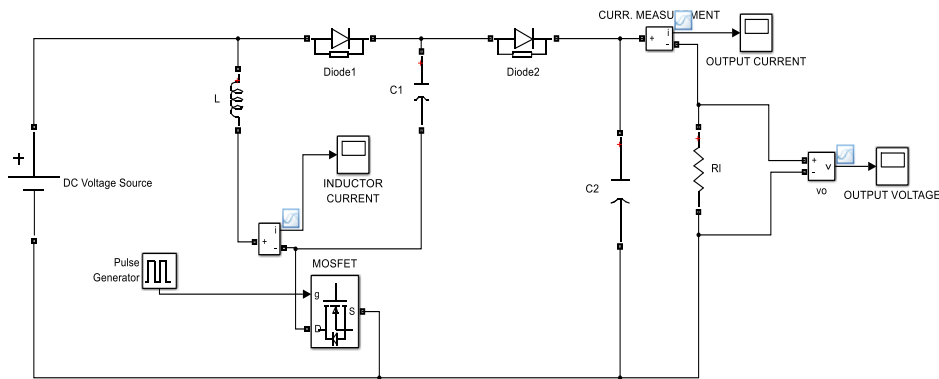 CURR. MEASUREMENT
i
+
-
OUTPUT CURRENT
Diode1
Diode2
L
C1
+
DC Voltage Source
INDUCTOR
CURRENT
C2
Rl
+
-
v
vo
OUTPUT VOLTAGE
i
+
-
Pulse
Generator
MOSFET
g
D
S